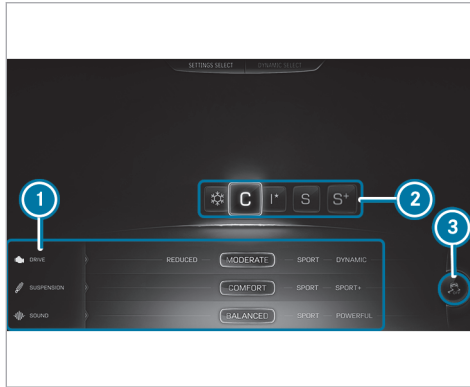 SETTINGS SELECT DYNAMIC SELECT
C I* S S+
1
2
3
DRIVE REDUCED MODERATE SPORT DYNAMIC
SUSPENSION COMFORT SPORT SPORT+
SOUND BALANCED SPORT POWERFUL